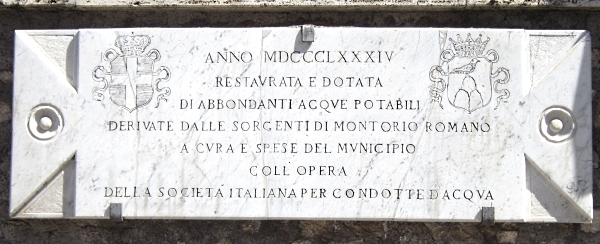 ANNO MDCCCLXXXIV
RESTAVRATA E DOTATA
DI ABBONDANTI ACQVE POTABILI
DERIVATE DALLE SORGENTI DI MONTORIO ROMANO
A CVRA E SPESE DEL MVNICIPIO
COLL OPERA
DELLA SOCIETÀ ITALIANA PER CONDOTTE D'ACQVA